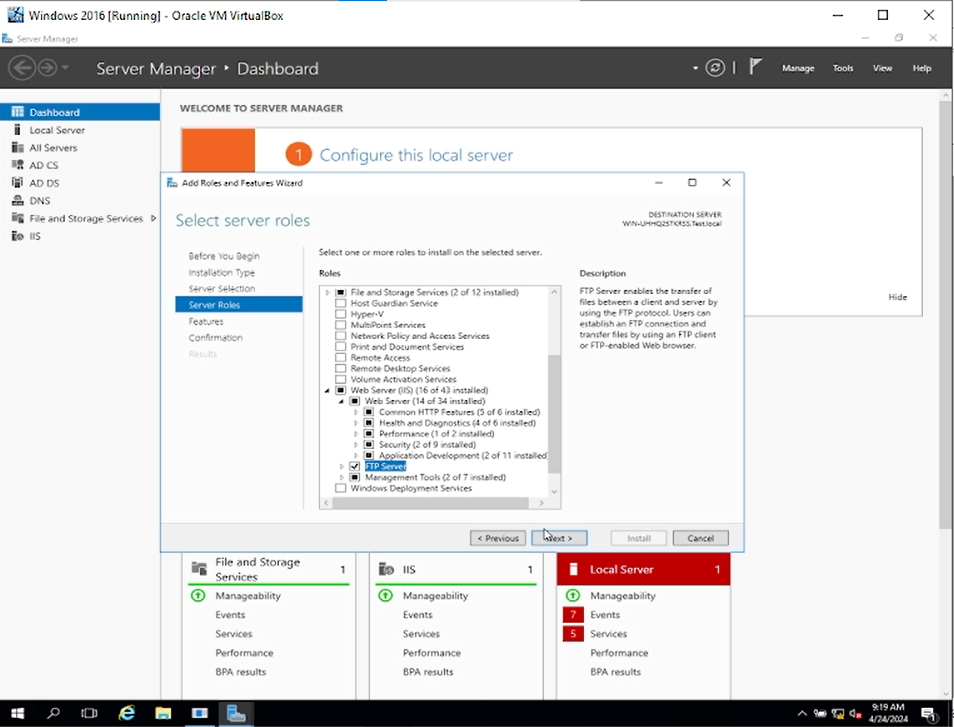 Windows 2016 [Running] - Oracle VM VirtualBox
Server Manager
Server Manager ‣ Dashboard
Manage Tools View Help
Dashboard
Local Server
All Servers
AD CS
AD DS
DNS
File and Storage Services
IIS
WELCOME TO SERVER MANAGER
1 Configure this local server
Hide
Add Roles and Features Wizard
Select server roles
DESTINATION SERVER
WIN-UHHQ2STKRSS.Test.local
Before You Begin
Installation Type
Server Selection
Server Roles
Features
Confirmation
Results
Select one or more roles to install on the selected server.
Roles
File and Storage Services (2 of 12 installed)
Host Guardian Service
Hyper-V
MultiPoint Services
Network Policy and Access Services
Print and Document Services
Remote Access
Remote Desktop Services
Volume Activation Services
Web Server (IIS) (16 of 43 installed)
Web Server (14 of 34 installed)
Common HTTP Features (5 of 6 installed)
Health and Diagnostics (4 of 6 installed)
Performance (1 of 2 installed)
Security (2 of 9 installed)
Application Development (2 of 11 installed
FTP Server
Management Tools (2 of 7 installed)
Windows Deployment Services
Description
FTP Server enables the transfer of
files between a client and server by
using the FTP protocol. Users can
establish an FTP connection and
transfer files by using an FTP client
or FTP-enabled Web browser.
< Previous Next > Install Cancel
File and Storage
Services 1
Manageability
Events
Services
Performance
BPA results
IIS 1
Manageability
Events
Services
Performance
BPA results
Local Server 1
Manageability
7 Events
5 Services
Performance
BPA results
9:19 AM
4/24/2024
1